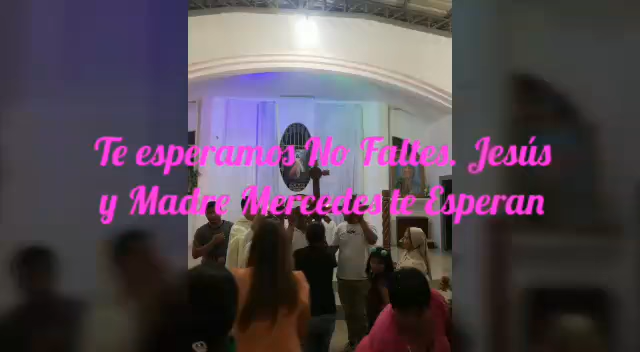 Te esperamos No Faltes. Jesús
y Madre Mercedes te Esperan